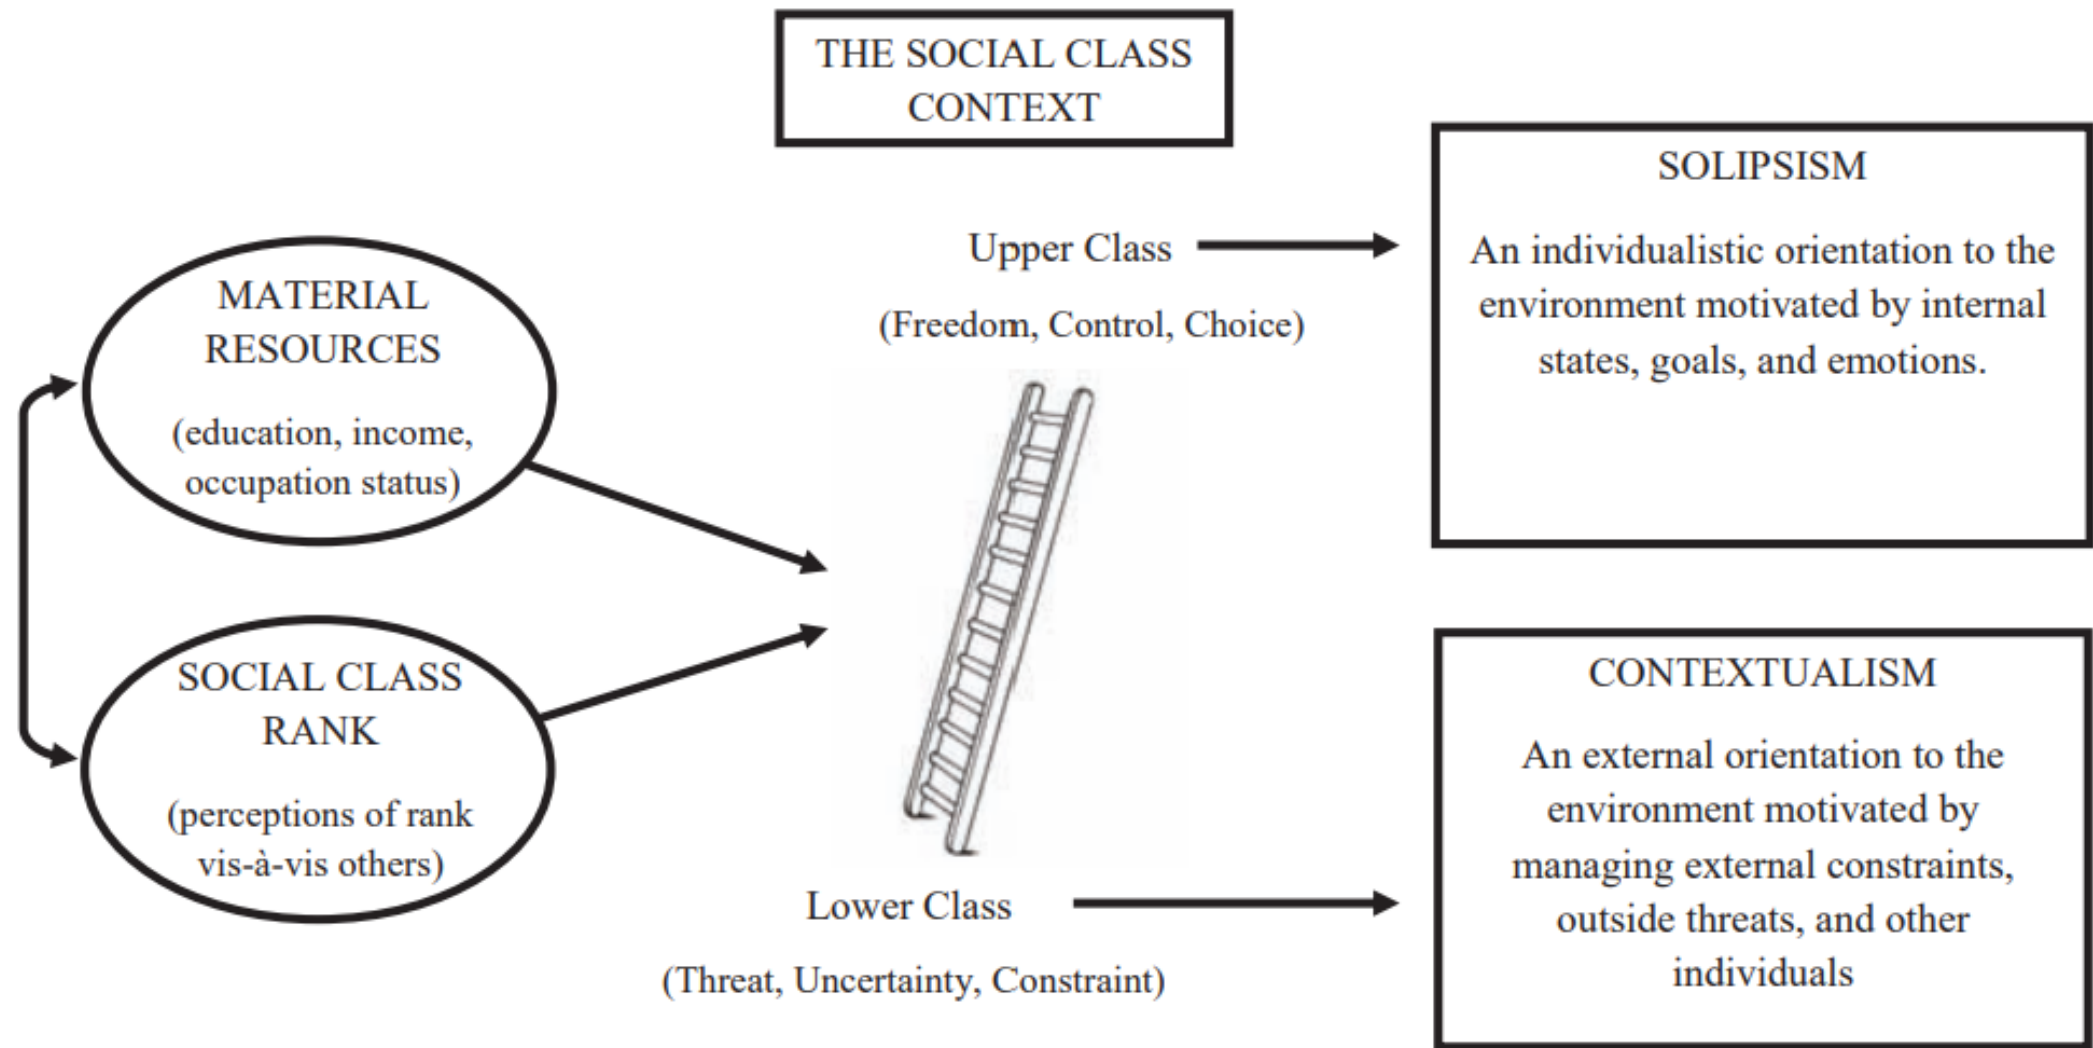 THE SOCIAL CLASS
CONTEXT
MATERIAL
RESOURCES
(education, income,
occupation status)
SOCIAL CLASS
RANK
(perceptions of rank
vis-à-vis others)
Upper Class
(Freedom, Control, Choice)
Lower Class
(Threat, Uncertainty, Constraint)
SOLIPSISM
An individualistic orientation to the
environment motivated by internal
states, goals, and emotions.
CONTEXTUALISM
An external orientation to the
environment motivated by
managing external constraints,
outside threats, and other
individuals